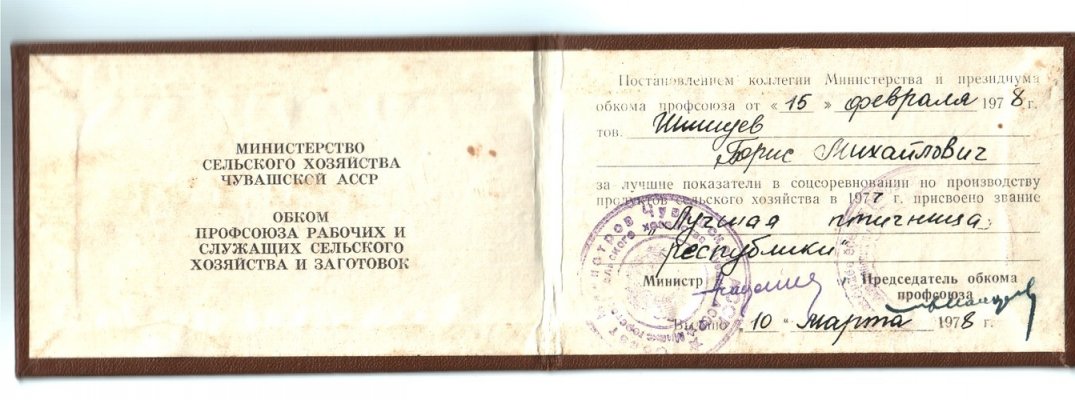 МИНИСТЕРСТВО
СЕЛЬСКОГО ХОЗЯЙСТВА
ЧУВАШСКОЙ АССР
ОБКОМ
ПРОФСОЮЗА РАБОЧИХ И
СЛУЖАЩИХ СЕЛЬСКОГО
ХОЗЯЙСТВА И ЗАГОТОВОК
Постановлением коллегии Министерства и президиума
обкома профсоюза от « 15 » февраля 1978 г.
тов.
Борис Михайлович
за лучшие показатели в соцсоревновании по производству
продуктов сельского хозяйства в 1977 г. присвоено звание
„Лучшая птичница
республики"
Министр
Председатель обкома
профсоюза
Выдано „ 10 " марта 1978 г.